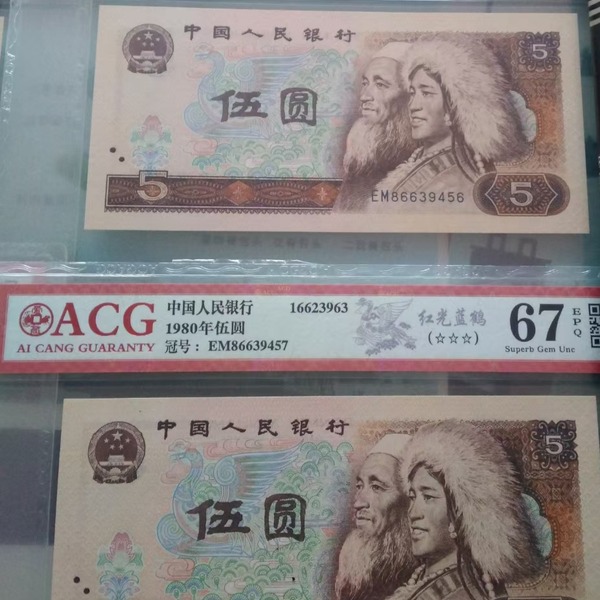 中国人民银行
5
伍圆
5
EM86639456
5
ACG
AI CANG GUARANTY
中国人民银行 16623963
1980年伍圆
冠号： EM86639457
红光蓝鹤
(☆☆☆)
67
EPQ
Superb Gem Unc
中国人民银行
5
伍圆